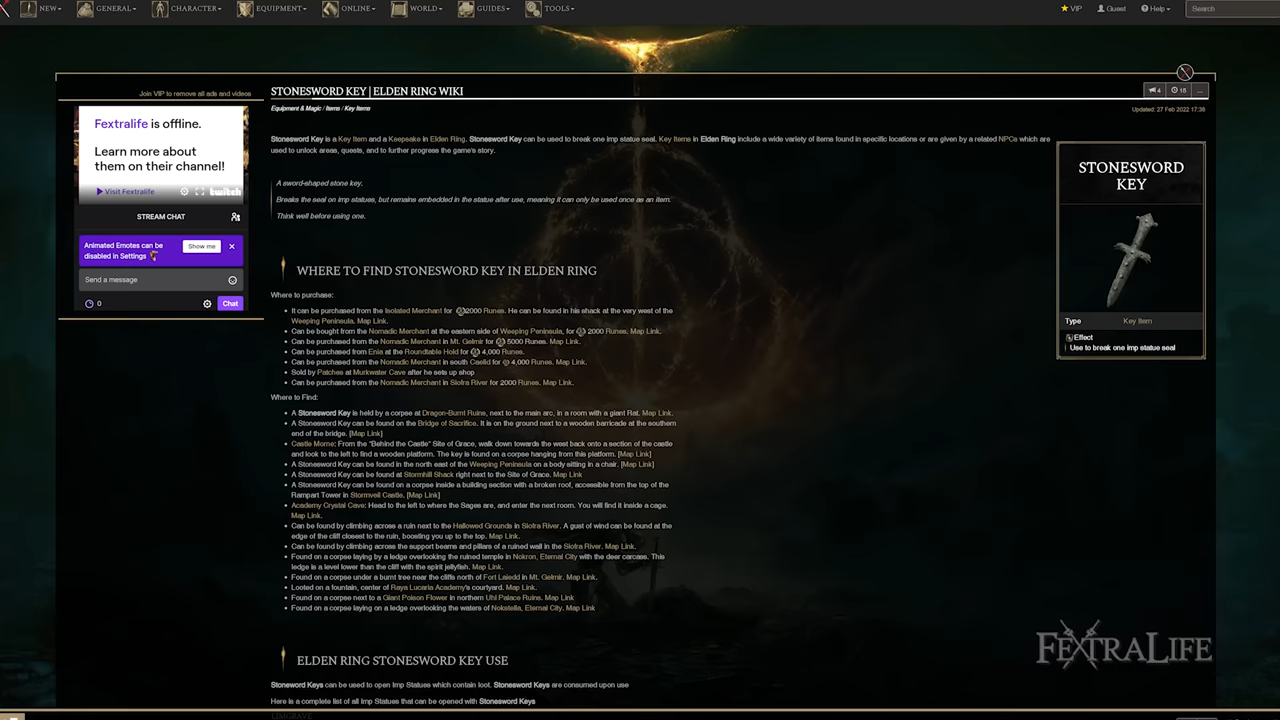 NEW
GENERAL
CHARACTER
EQUIPMENT
ONLINE
WORLD
GUIDES
TOOLS
VIP
Guest
Help
Search
Join VIP to remove all ads and videos
Fextralife is offline.
Learn more about
them on their channel!
Visit Fextralife
twitch
STREAM CHAT
Animated Emotes can be
disabled in Settings
Show me
Send a message
0
Chat
STONESWORD KEY | ELDEN RING WIKI
4
15
...
Equipment & Magic / Items / Key Items
Updated: 27 Feb 2022 17:36
Stonesword Key is a Key Item and a Keepsake in Elden Ring. Stonesword Key can be used to break one imp statue seal. Key Items in Elden Ring include a wide variety of items found in specific locations or are given by a related NPCs which are
used to unlock areas, quests, and to further progress the game's story.
A sword-shaped stone key.
Breaks the seal on imp statues, but remains embedded in the statue after use, meaning it can only be used once as an item.
Think well before using one.
WHERE TO FIND STONESWORD KEY IN ELDEN RING
Where to purchase:
It can be purchased from the Isolated Merchant for 2000 Runes. He can be found in his shack at the very west of the
Weeping Peninsula. Map Link.
Can be bought from the Nomadic Merchant at the eastern side of Weeping Peninsula, for 2000 Runes. Map Link.
Can be purchased from the Nomadic Merchant in Mt. Gelmir for 5000 Runes. Map Link.
Can be purchased from Enia at the Roundtable Hold for 4,000 Runes.
Can be purchased from the Nomadic Merchant in south Caelid for 4,000 Runes. Map Link.
Sold by Patches at Murkwater Cave after he sets up shop
Can be purchased from the Nomadic Merchant in Siofra River for 2000 Runes. Map Link.
Where to Find:
A Stonesword Key is held by a corpse at Dragon-Burnt Ruins, next to the main arc, in a room with a giant Rat. Map Link.
A Stonesword Key can be found on the Bridge of Sacrifice. It is on the ground next to a wooden barricade at the southern
end of the bridge. [Map Link]
Castle Morne: From the "Behind the Castle" Site of Grace, walk down towards the west back onto a section of the castle
and look to the left to find a wooden platform. The key is found on a corpse hanging from this platform. [Map Link]
A Stonesword Key can be found in the north east of the Weeping Peninsula on a body sitting in a chair. [Map Link]
A Stonesword Key can be found at Stormhill Shack right next to the Site of Grace. Map Link
A Stonesword Key can be found on a corpse inside a building section with a broken roof, accessible from the top of the
Rampart Tower in Stormveil Castle. [Map Link]
Academy Crystal Cave: Head to the left to where the Sages are, and enter the next room. You will find it inside a cage.
Map Link.
Can be found by climbing across a ruin next to the Hallowed Grounds in Siofra River. A gust of wind can be found at the
edge of the cliff closest to the ruin, boosting you up to the top. Map Link.
Can be found by climbing across the support beams and pillars of a ruined wall in the Siofra River. Map Link.
Found on a corpse laying by a ledge overlooking the ruined temple in Nokron, Eternal City with the deer carcass. This
ledge is a level lower than the cliff with the spirit jellyfish. Map Link.
Found on a corpse under a burnt tree near the cliffs north of Fort Laiedd in Mt. Gelmir. Map Link.
Looted on a fountain, center of Raya Lucaria Academy's courtyard. Map Link.
Found on a corpse next to a Giant Poison Flower in northern Uhl Palace Ruins. Map Link
Found on a corpse laying on a ledge overlooking the waters of Nokstella, Eternal City. Map Link
STONESWORD
KEY
Type
Key Item
Effect
Use to break one imp statue seal
FEXTRALIFE
ELDEN RING STONESWORD KEY USE
Stoneword Keys can be used to open Imp Statues which contain loot. Stonesword Keys are consumed upon use
Here is a complete list of all Imp Statues that can be opened with Stonesword Keys
LIMGRAVE